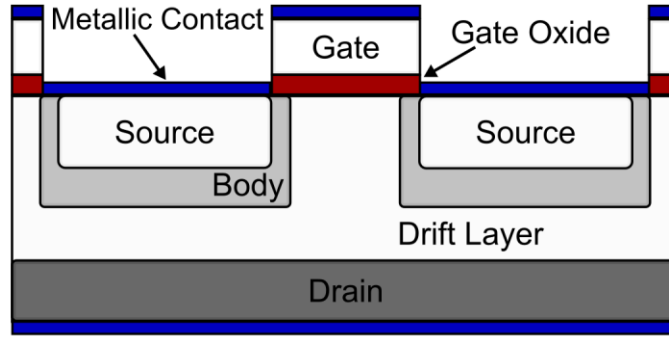 Metallic Contact
Gate
Gate Oxide
Source
Source
Body
Drift Layer
Drain